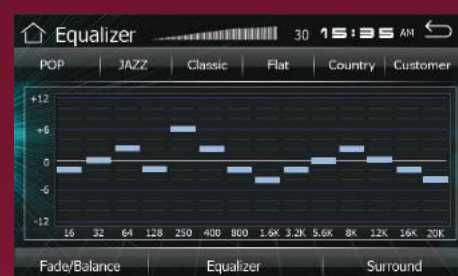 Equalizer 30 15:35 AM
POP JAZZ Classic Flat Country Customer
+12
+6
0
-6
-12
16 32 64 128 250 400 800 1.6K 3.2K 5.6K 8K 12K 16K 20K
Fade/Balance Equalizer Surround